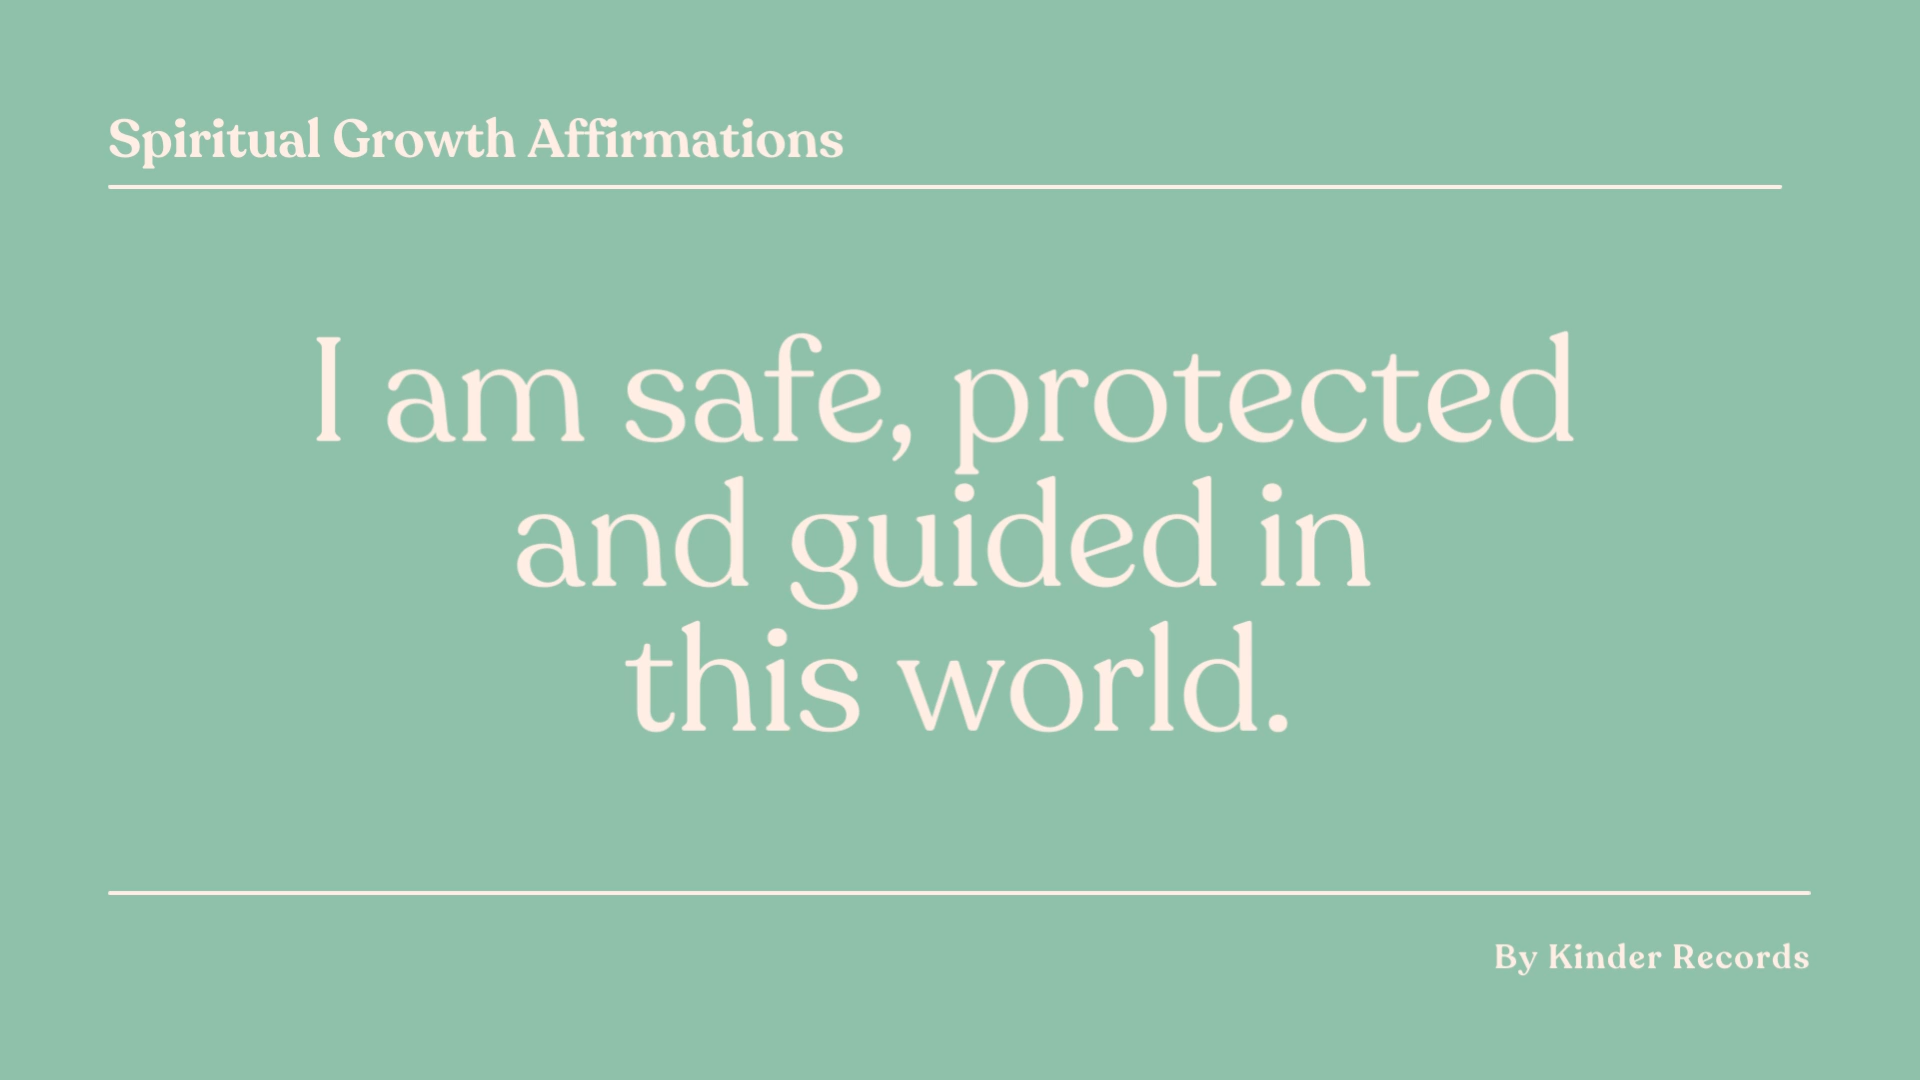 Spiritual Growth Affirmations
I am safe, protected
and guided in
this world.
By Kinder Records